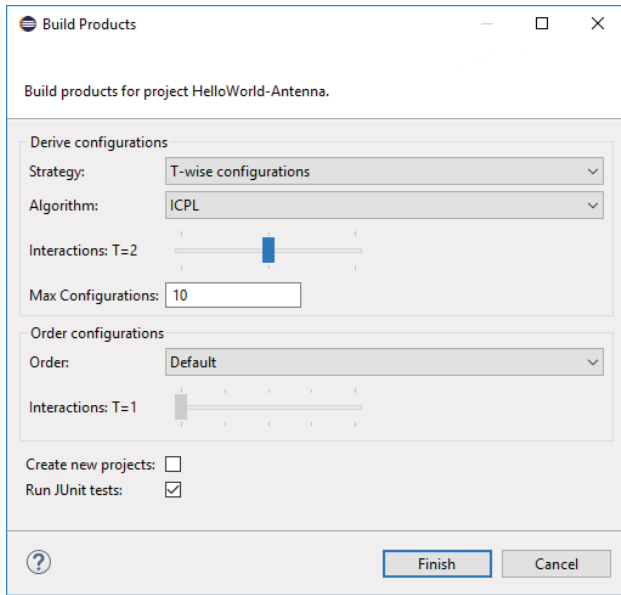 Build Products
Build products for project HelloWorld-Antenna.
Derive configurations
Strategy: T-wise configurations
Algorithm: ICPL
Interactions: T=2
Max Configurations: 10
Order configurations
Order: Default
Interactions: T=1
Create new projects:
Run JUnit tests:
? Finish Cancel